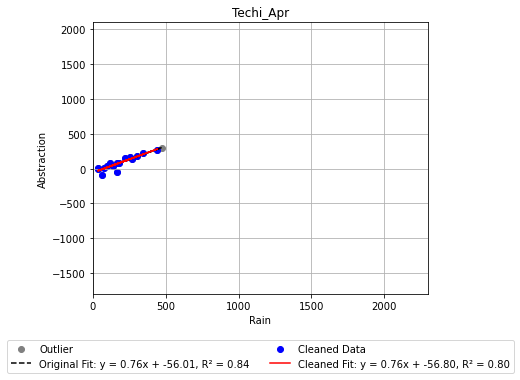 Techi_Apr
2000
1500
1000
500
0
−500
−1000
−1500
Abstraction
0 500 1000 1500 2000
Rain
Outlier Cleaned Data
Original Fit: y = 0.76x + -56.01, R² = 0.84 Cleaned Fit: y = 0.76x + -56.80, R² = 0.80